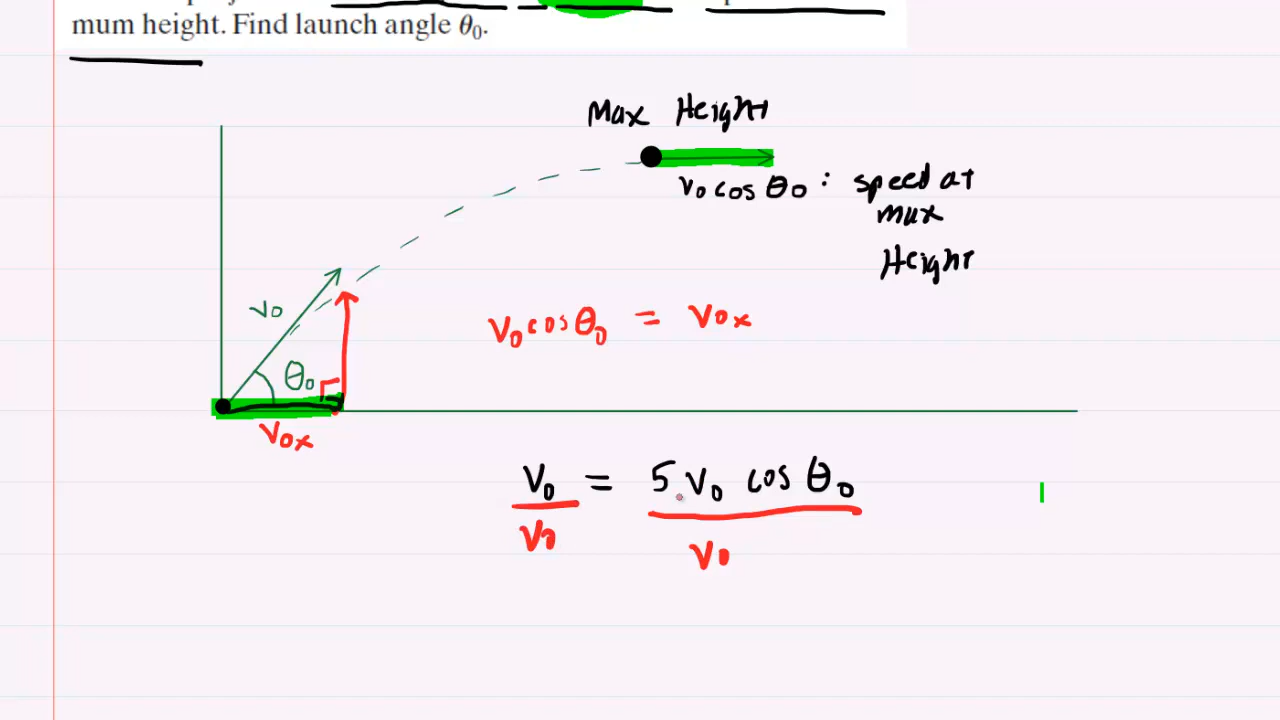 mum height. Find launch angle θ₀.
Max Height
v₀ cos θ₀ : speed at
max
Height
v₀
v₀ cos θ₀ = v₀ₓ
θ₀
v₀ₓ
v₀ = 5 v₀ cos θ₀
v₀ v₀